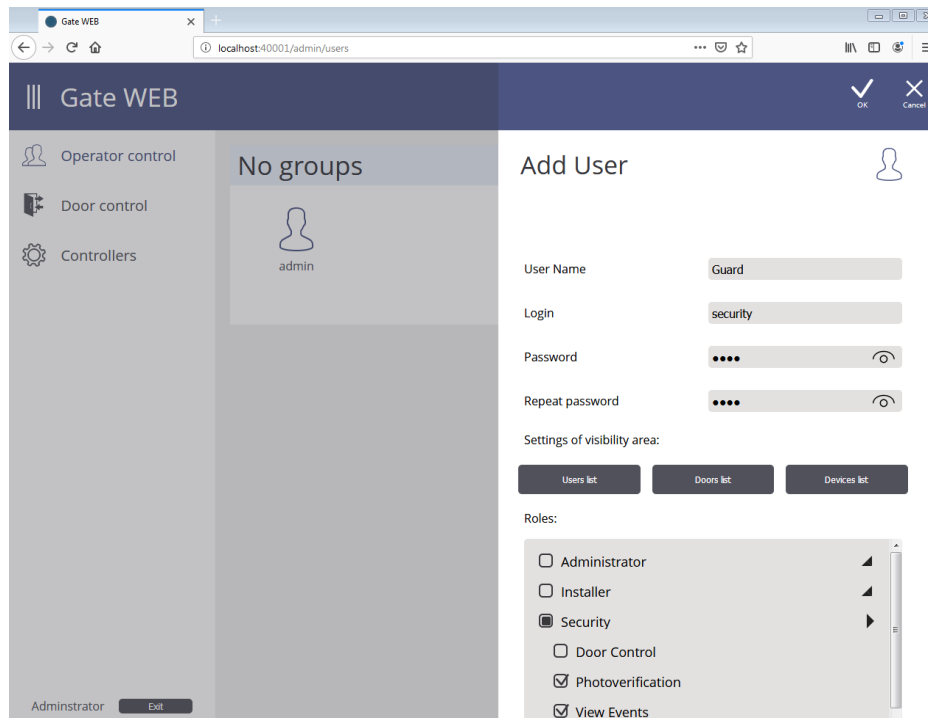 Gate WEB
localhost:40001/admin/users
Gate WEB
OK
Cancel
Operator control
Door control
Controllers
No groups
admin
Add User
User Name
Guard
Login
security
Password
••••
Repeat password
••••
Settings of visibility area:
Users list
Doors list
Devices list
Roles:
Administrator
Installer
Security
Door Control
Photoverification
View Events
Adminstrator
Exit